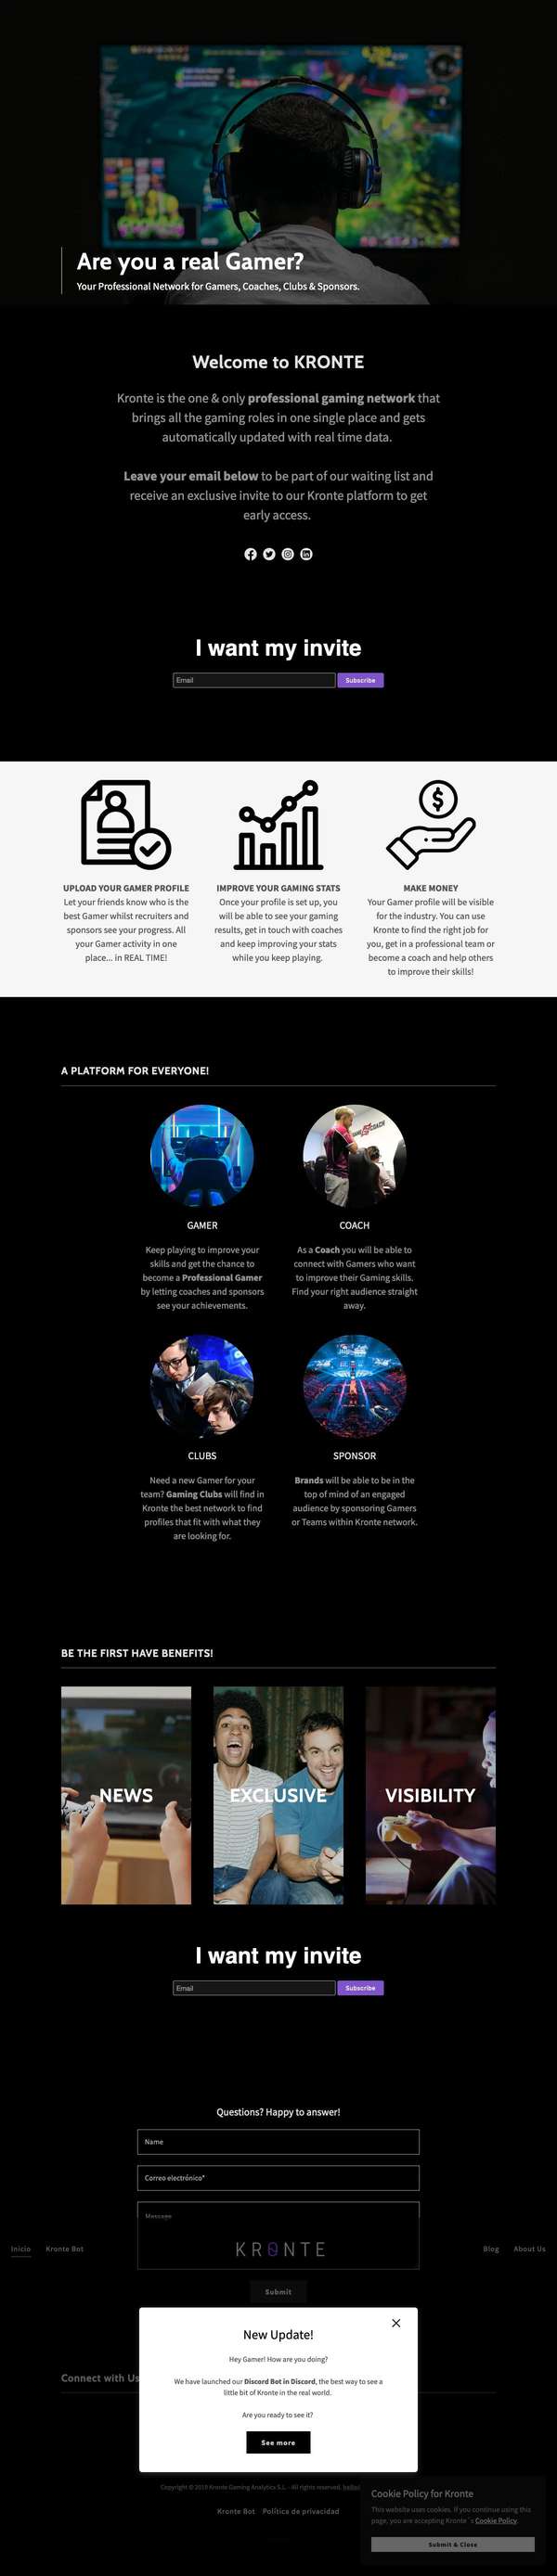 Are you a real Gamer?
Your Professional Network for Gamers, Coaches, Clubs & Sponsors.
Welcome to KRONTE
Kronte is the one & only professional gaming network that
brings all the gaming roles in one single place and gets
automatically updated with real time data.
Leave your email below to be part of our waiting list and
receive an exclusive invite to our Kronte platform to get
early access.
I want my invite
Email
Subscribe
UPLOAD YOUR GAMER PROFILE
Let your friends know who is the
best Gamer whilst recruiters and
sponsors see your progress. All
your Gamer activity in one
place... in REAL TIME!
IMPROVE YOUR GAMING STATS
Once your profile is set up, you
will be able to see your gaming
results, get in touch with coaches
and keep improving your stats
while you keep playing.
MAKE MONEY
Your Gamer profile will be visible
for the industry. You can use
Kronte to find the right job for
you, get in a professional team or
become a coach and help others
to improve their skills!
A PLATFORM FOR EVERYONE!
GAMER
Keep playing to improve your
skills and get the chance to
become a Professional Gamer
by letting coaches and sponsors
see your achievements.
COACH
As a Coach you will be able to
connect with Gamers who want
to improve their Gaming skills.
Find your right audience straight
away.
CLUBS
Need a new Gamer for your
team? Gaming Clubs will find in
Kronte the best network to find
profiles that fit with what they
are looking for.
SPONSOR
Brands will be able to be in the
top of mind of an engaged
audience by sponsoring Gamers
or Teams within Kronte network.
BE THE FIRST HAVE BENEFITS!
NEWS
EXCLUSIVE
VISIBILITY
I want my invite
Email
Subscribe
Questions? Happy to answer!
Name
Correo electrónico*
Message
Inicio
Kronte Bot
KRONTE
Blog
About Us
Submit
New Update!
Hey Gamer! How are you doing?
We have launched our Discord Bot in Discord, the best way to see a
little bit of Kronte in the real world.
Are you ready to see it?
See more
Connect with Us
Copyright © 2019 Kronte Gaming Analytics S.L. - All rights reserved.
Kronte Bot
Política de privacidad
Cookie Policy for Kronte
This website uses cookies. If you continue using this
page, you are accepting Kronte´s Cookie Policy.
Submit & Close